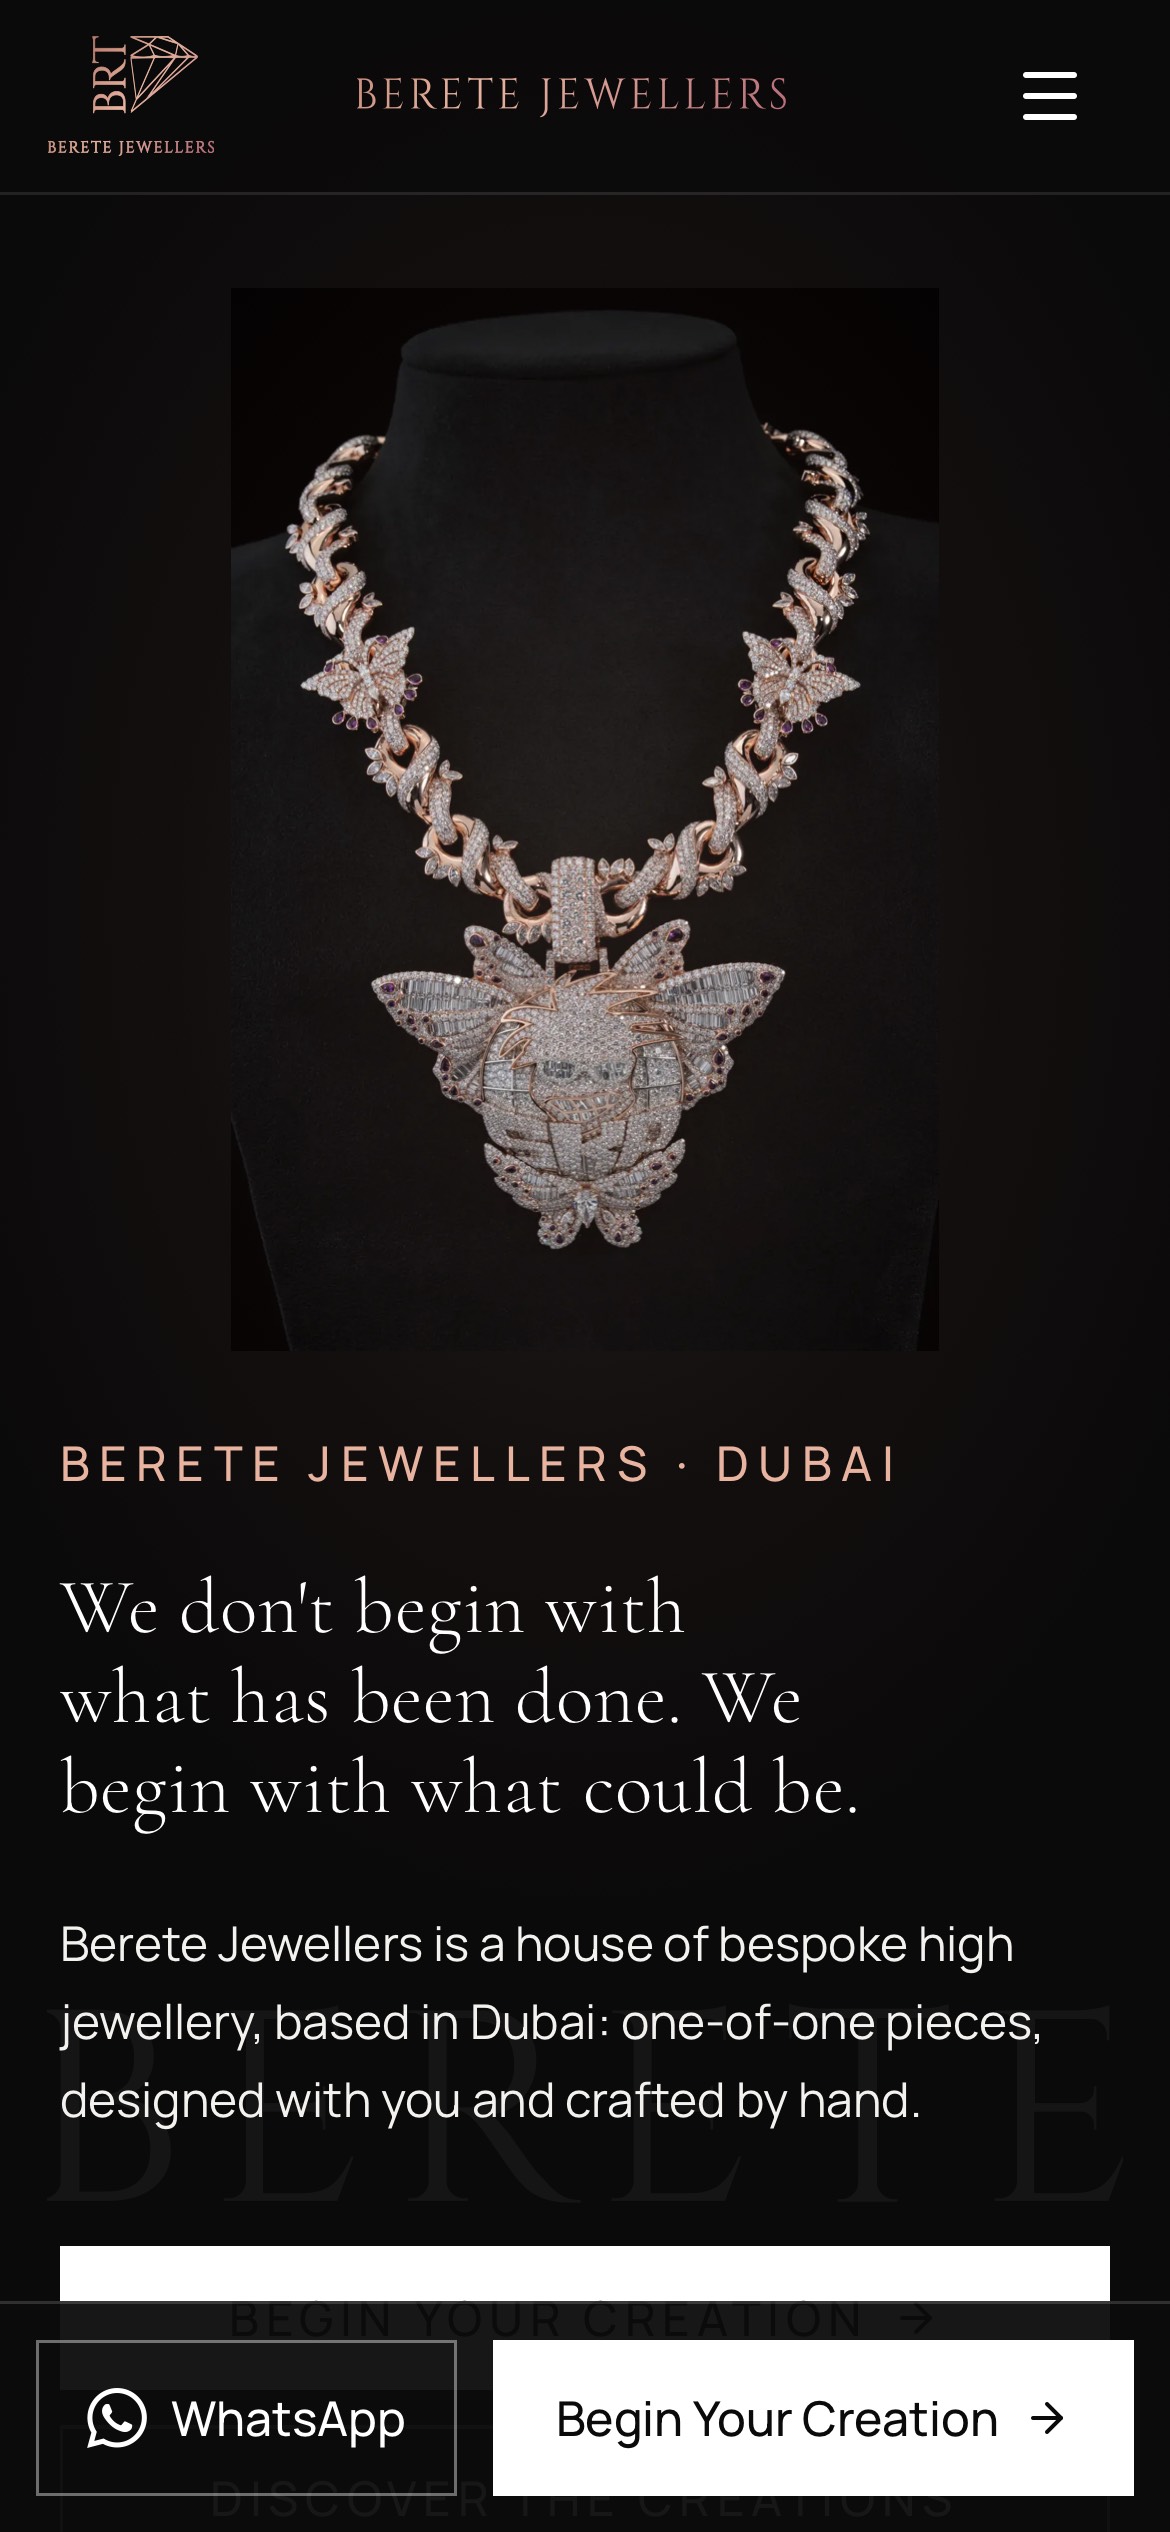 BRT
BERETE JEWELLERS
BERETE JEWELLERS
BERETE JEWELLERS · DUBAI
We don't begin with
what has been done. We
begin with what could be.
Berete Jewellers is a house of bespoke high
jewellery, based in Dubai: one-of-one pieces,
designed with you and crafted by hand.
BERETE
BEGIN YOUR CREATION →
WhatsApp
Begin Your Creation →
DISCOVER THE CREATIONS